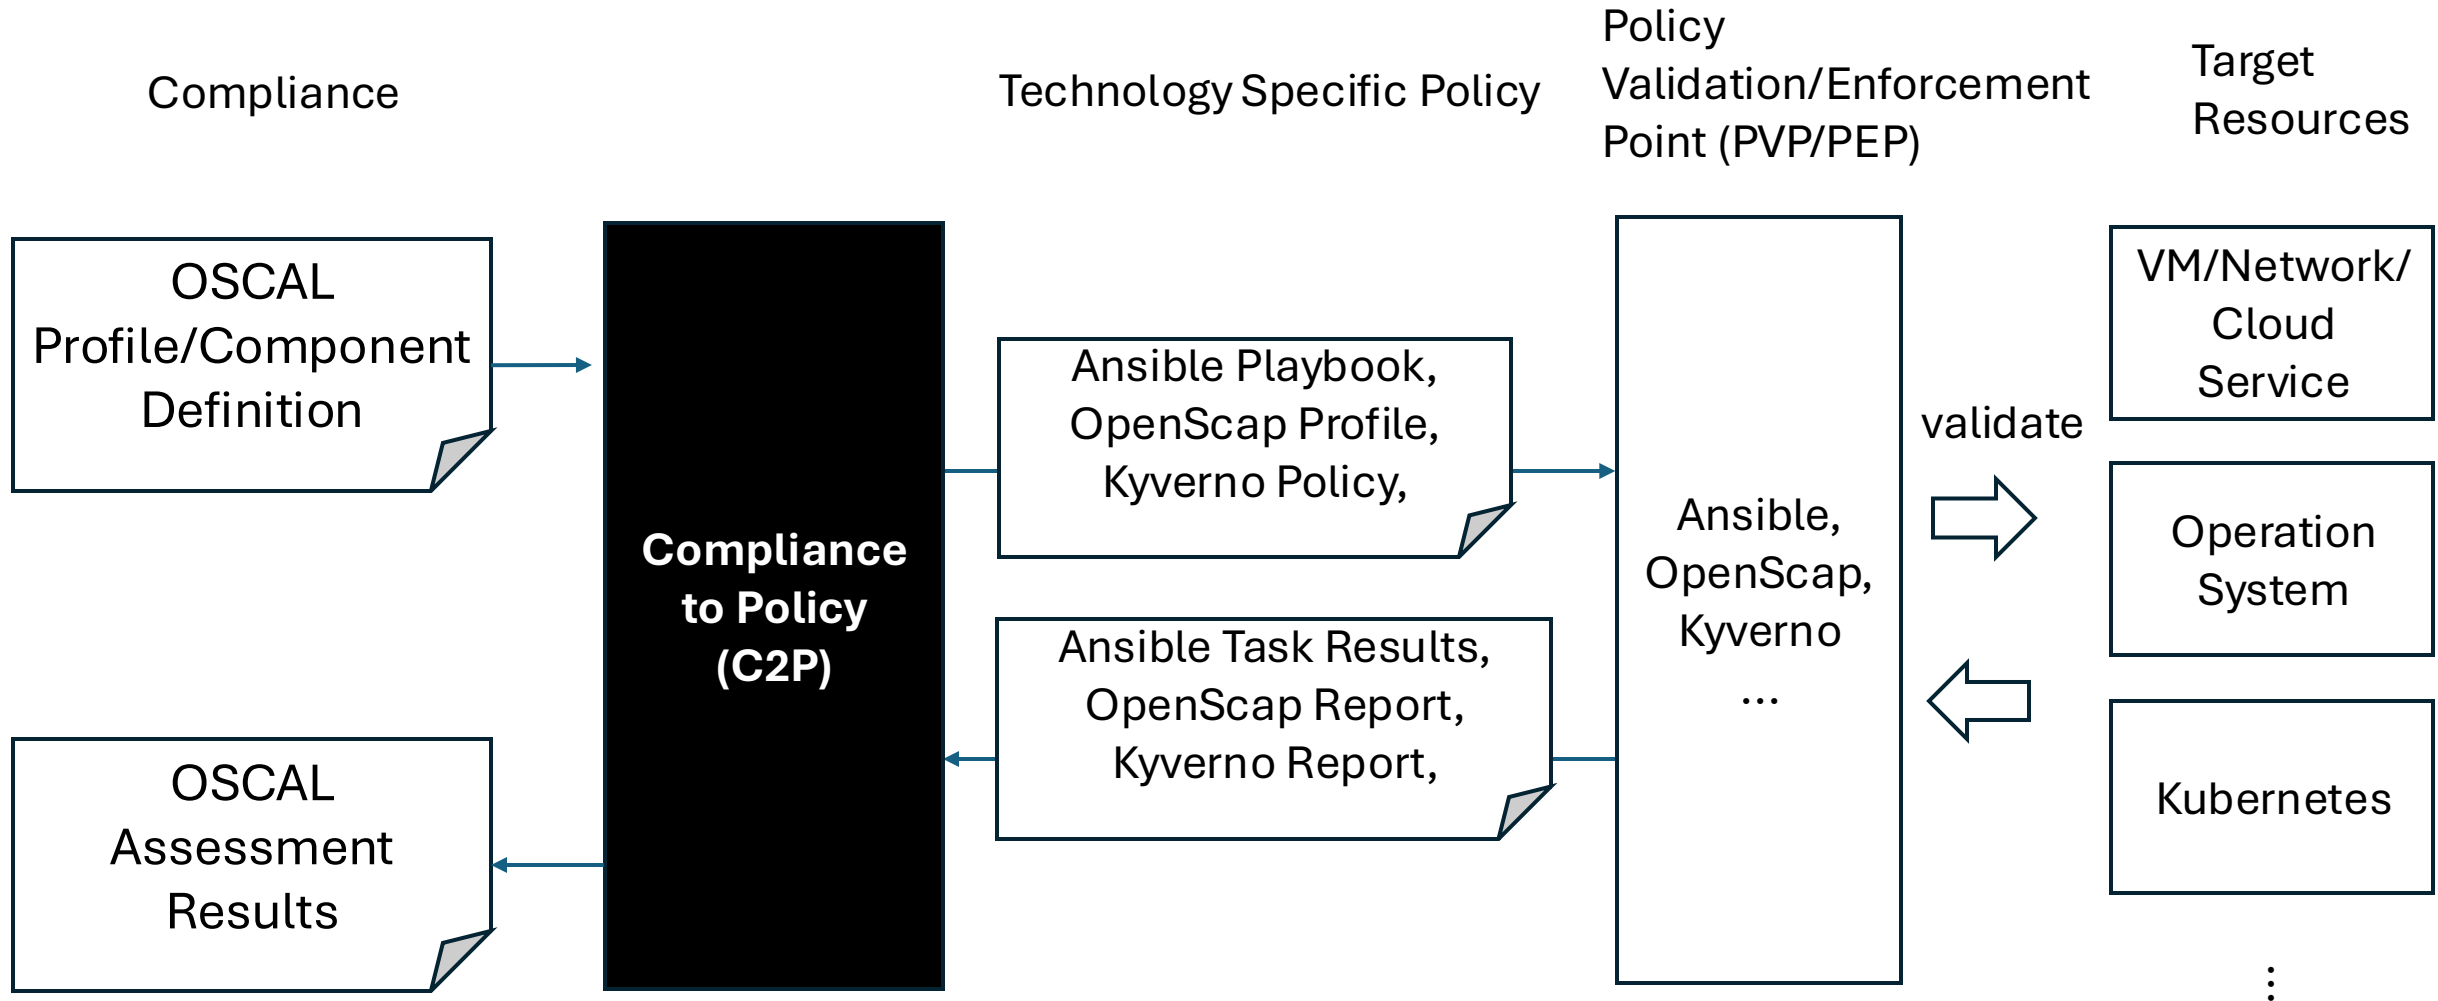 Compliance
Technology Specific Policy
Policy
Validation/Enforcement
Point (PVP/PEP)
Target
Resources
OSCAL
Profile/Component
Definition
Compliance
to Policy
(C2P)
Ansible Playbook,
OpenScap Profile,
Kyverno Policy,
Ansible Task Results,
OpenScap Report,
Kyverno Report,
Ansible,
OpenScap,
Kyverno
...
validate
VM/Network/
Cloud
Service
Operation
System
Kubernetes
⋮
OSCAL
Assessment
Results